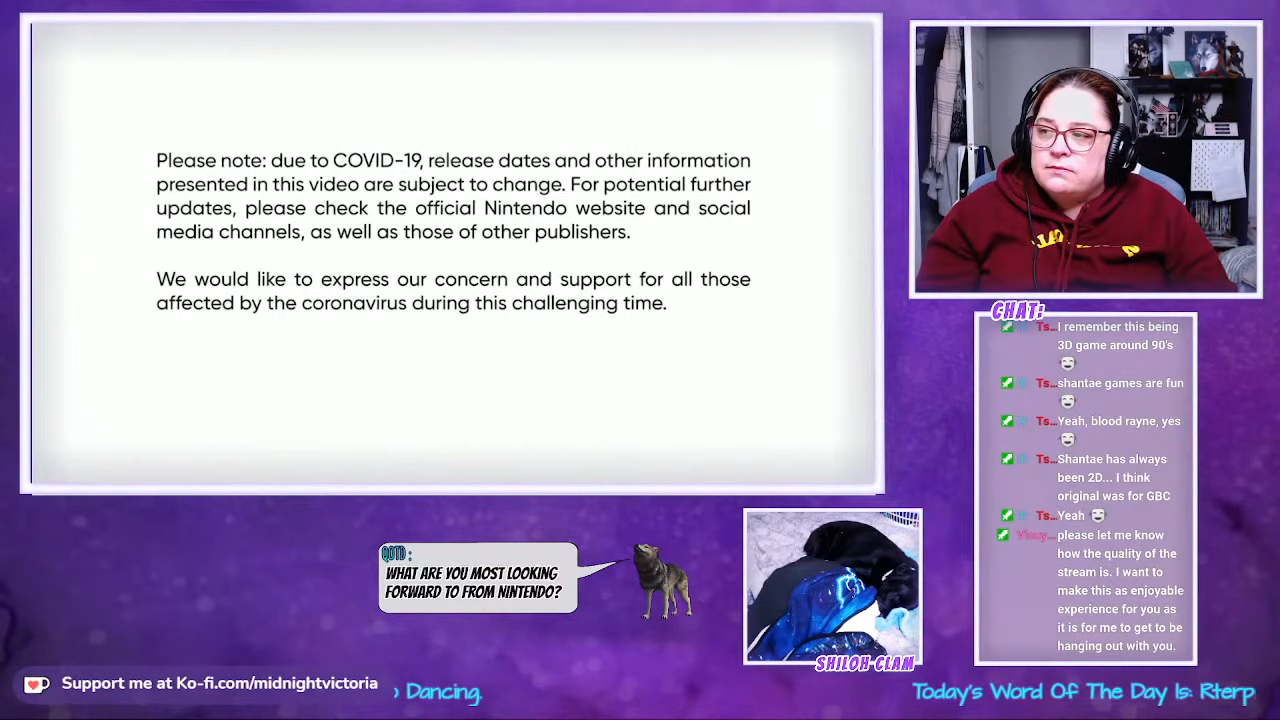 Please note: due to COVID-19, release dates and other information
presented in this video are subject to change. For potential further
updates, please check the official Nintendo website and social
media channels, as well as those of other publishers.
We would like to express our concern and support for all those
affected by the coronavirus during this challenging time.
CHAT:
Ts...I remember this being
3D game around 90's
Ts...shantae games are fun
Ts...Yeah, blood rayne, yes
Ts...Shantae has always
been 2D... I think
original was for GBC
Ts...Yeah
please let me know
how the quality of the
stream is. I want to
make this as enjoyable
experience for you as
it is for me to get to be
hanging out with you.
QOTD:
WHAT ARE YOU MOST LOOKING
FORWARD TO FROM NINTENDO?
SHILOH CLAM
Support me at Ko-fi.com/midnightvictoria
Dancing.
Today's Word Of The Day Is: Rterp